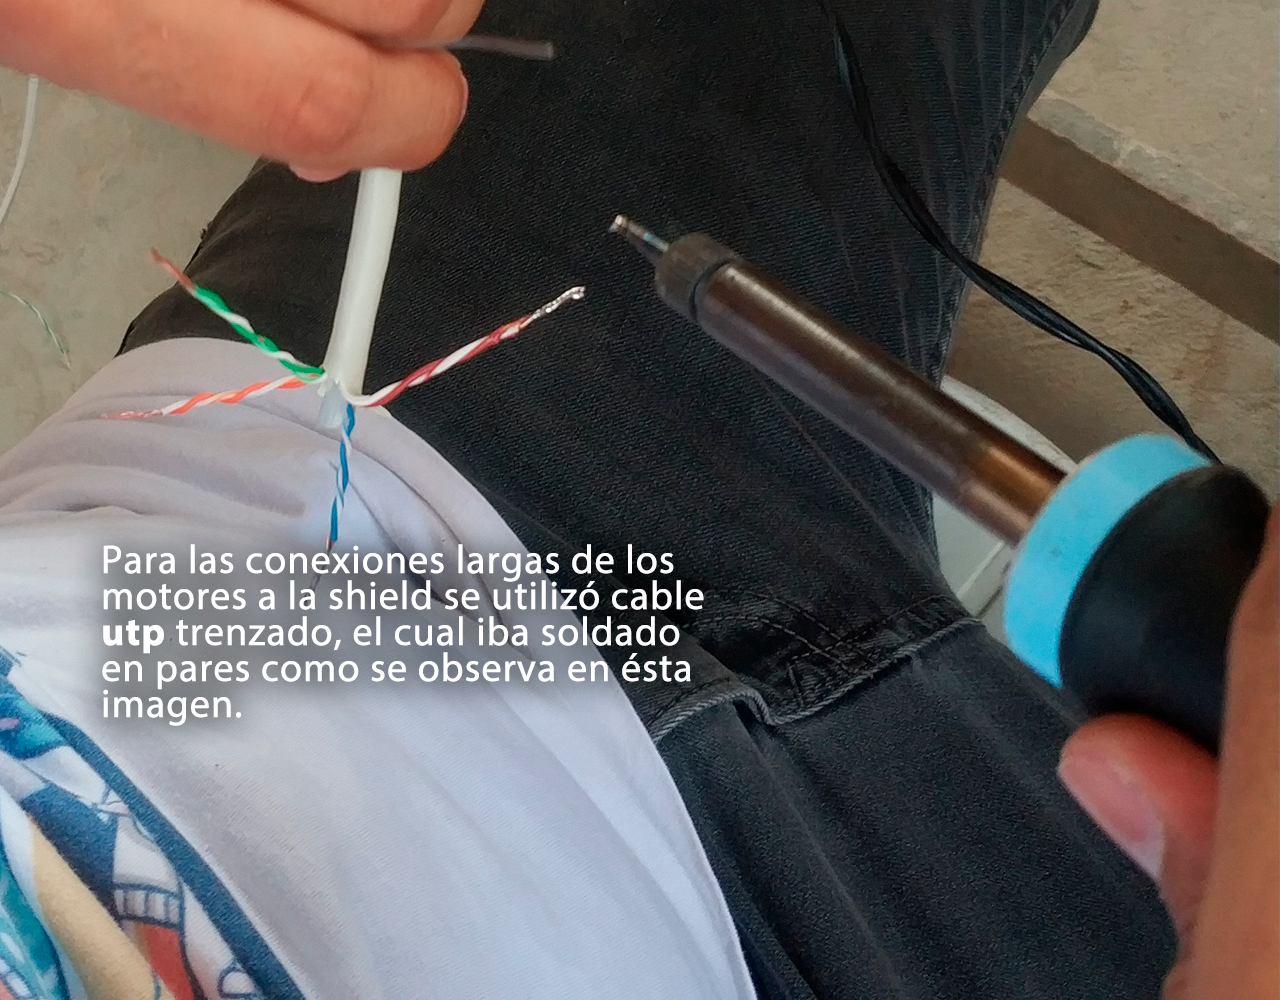 Para las conexiones largas de los
motores a la shield se utilizó cable
utp trenzado, el cual iba soldado
en pares como se observa en ésta
imagen.